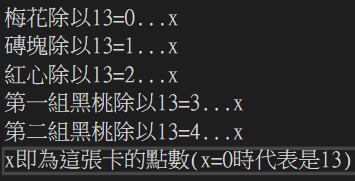 梅花除以13=0...x
磚塊除以13=1...x
紅心除以13=2...x
第一組黑桃除以13=3...x
第二組黑桃除以13=4...x
x即為這張卡的點數(x=0時代表是13)